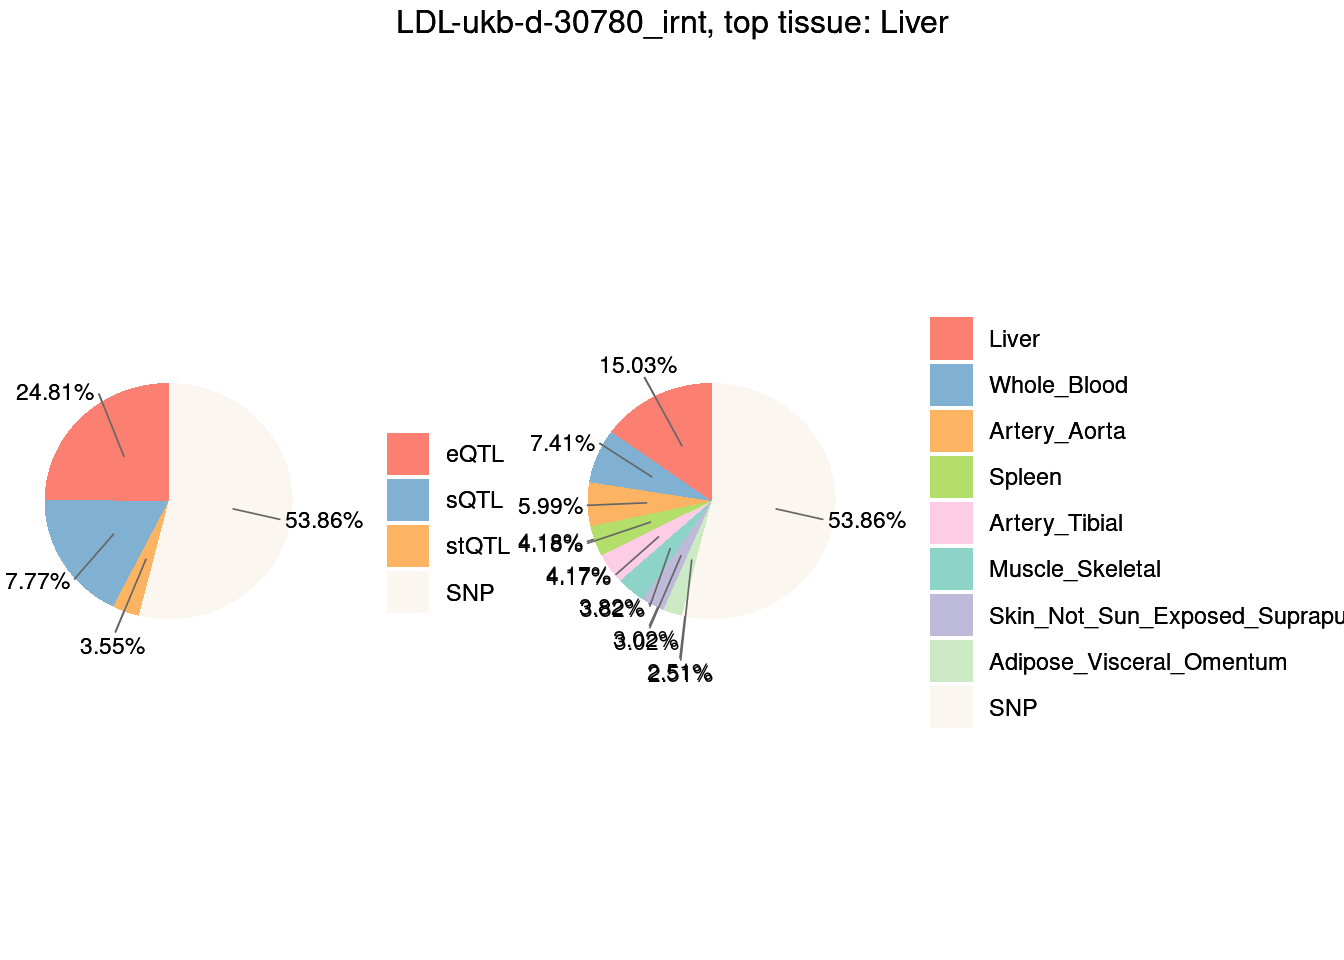 LDL-ukb-d-30780_irnt, top tissue: Liver
24.81%
7.77%
3.55%
53.86%
eQTL
sQTL
stQTL
SNP
15.03%
7.41%
5.99%
4.18%
4.17%
3.82%
3.02%
2.51%
53.86%
Liver
Whole_Blood
Artery_Aorta
Spleen
Artery_Tibial
Muscle_Skeletal
Skin_Not_Sun_Exposed_Suprapu
Adipose_Visceral_Omentum
SNP